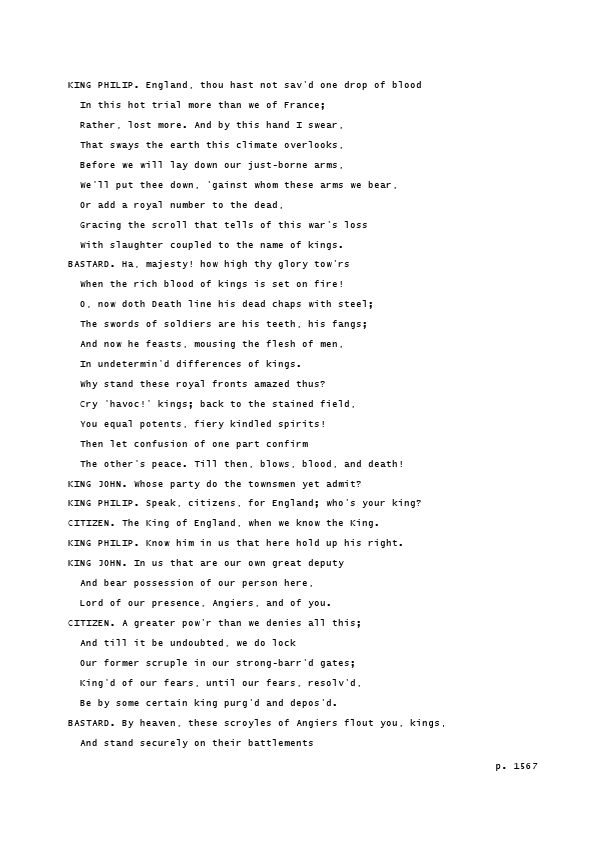 KING PHILIP. England, thou hast not sav'd one drop of blood
In this hot trial more than we of France;
Rather, lost more. And by this hand I swear,
That sways the earth this climate overlooks,
Before we will lay down our just-borne arms,
We'll put thee down, 'gainst whom these arms we bear,
Or add a royal number to the dead,
Gracing the scroll that tells of this war's loss
With slaughter coupled to the name of kings.
BASTARD. Ha, majesty! how high thy glory tow'rs
When the rich blood of kings is set on fire!
O, now doth Death line his dead chaps with steel;
The swords of soldiers are his teeth, his fangs;
And now he feasts, mousing the flesh of men,
In undetermin'd differences of kings.
Why stand these royal fronts amazed thus?
Cry 'havoc!' kings; back to the stained field,
You equal potents, fiery kindled spirits!
Then let confusion of one part confirm
The other's peace. Till then, blows, blood, and death!
KING JOHN. Whose party do the townsmen yet admit?
KING PHILIP. Speak, citizens, for England; who's your king?
CITIZEN. The King of England, when we know the King.
KING PHILIP. Know him in us that here hold up his right.
KING JOHN. In us that are our own great deputy
And bear possession of our person here,
Lord of our presence, Angiers, and of you.
CITIZEN. A greater pow'r than we denies all this;
And till it be undoubted, we do lock
Our former scruple in our strong-barr'd gates;
King'd of our fears, until our fears, resolv'd,
Be by some certain king purg'd and depos'd.
BASTARD. By heaven, these scroyles of Angiers flout you, kings,
And stand securely on their battlements
p. 1567